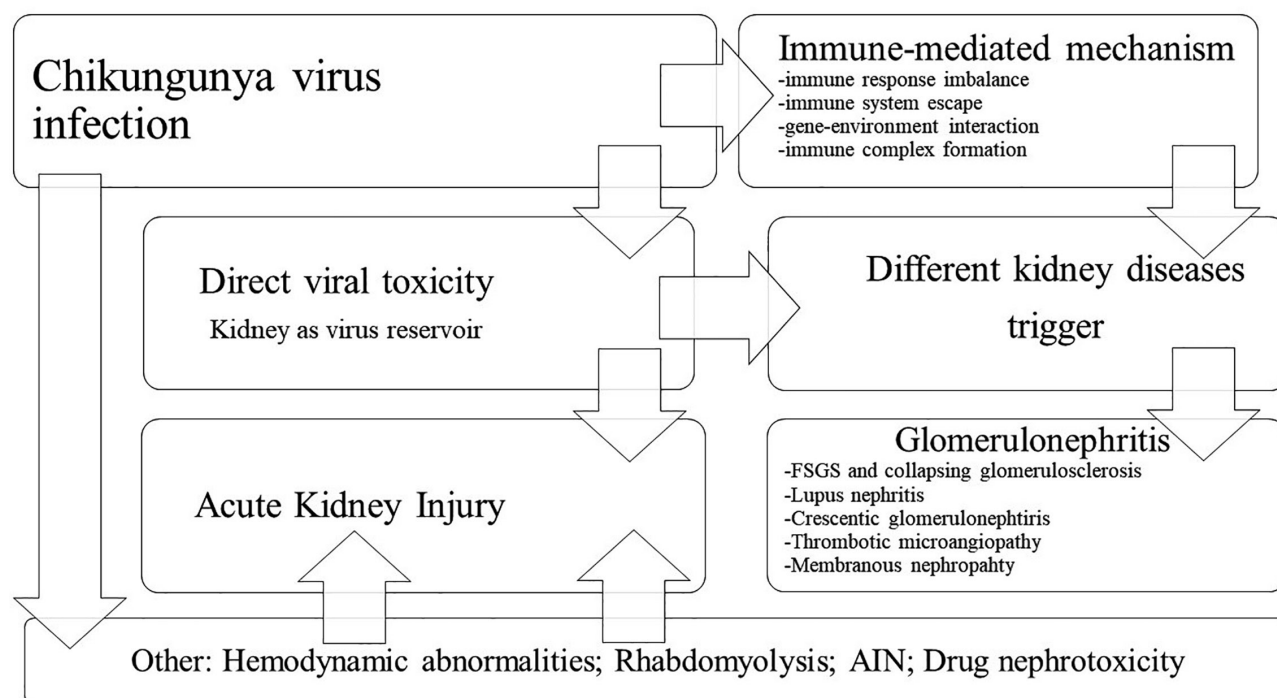 Chikungunya virus
infection
Immune-mediated mechanism
-immune response imbalance
-immune system escape
-gene-environment interaction
-immune complex formation
Direct viral toxicity
Kidney as virus reservoir
Different kidney diseases
trigger
Acute Kidney Injury
Glomerulonephritis
-FSGS and collapsing glomerulosclerosis
-Lupus nephritis
-Crescentic glomerulonephtiris
-Thrombotic microangiopathy
-Membranous nephropahty
Other: Hemodynamic abnormalities; Rhabdomyolysis; AIN; Drug nephrotoxicity